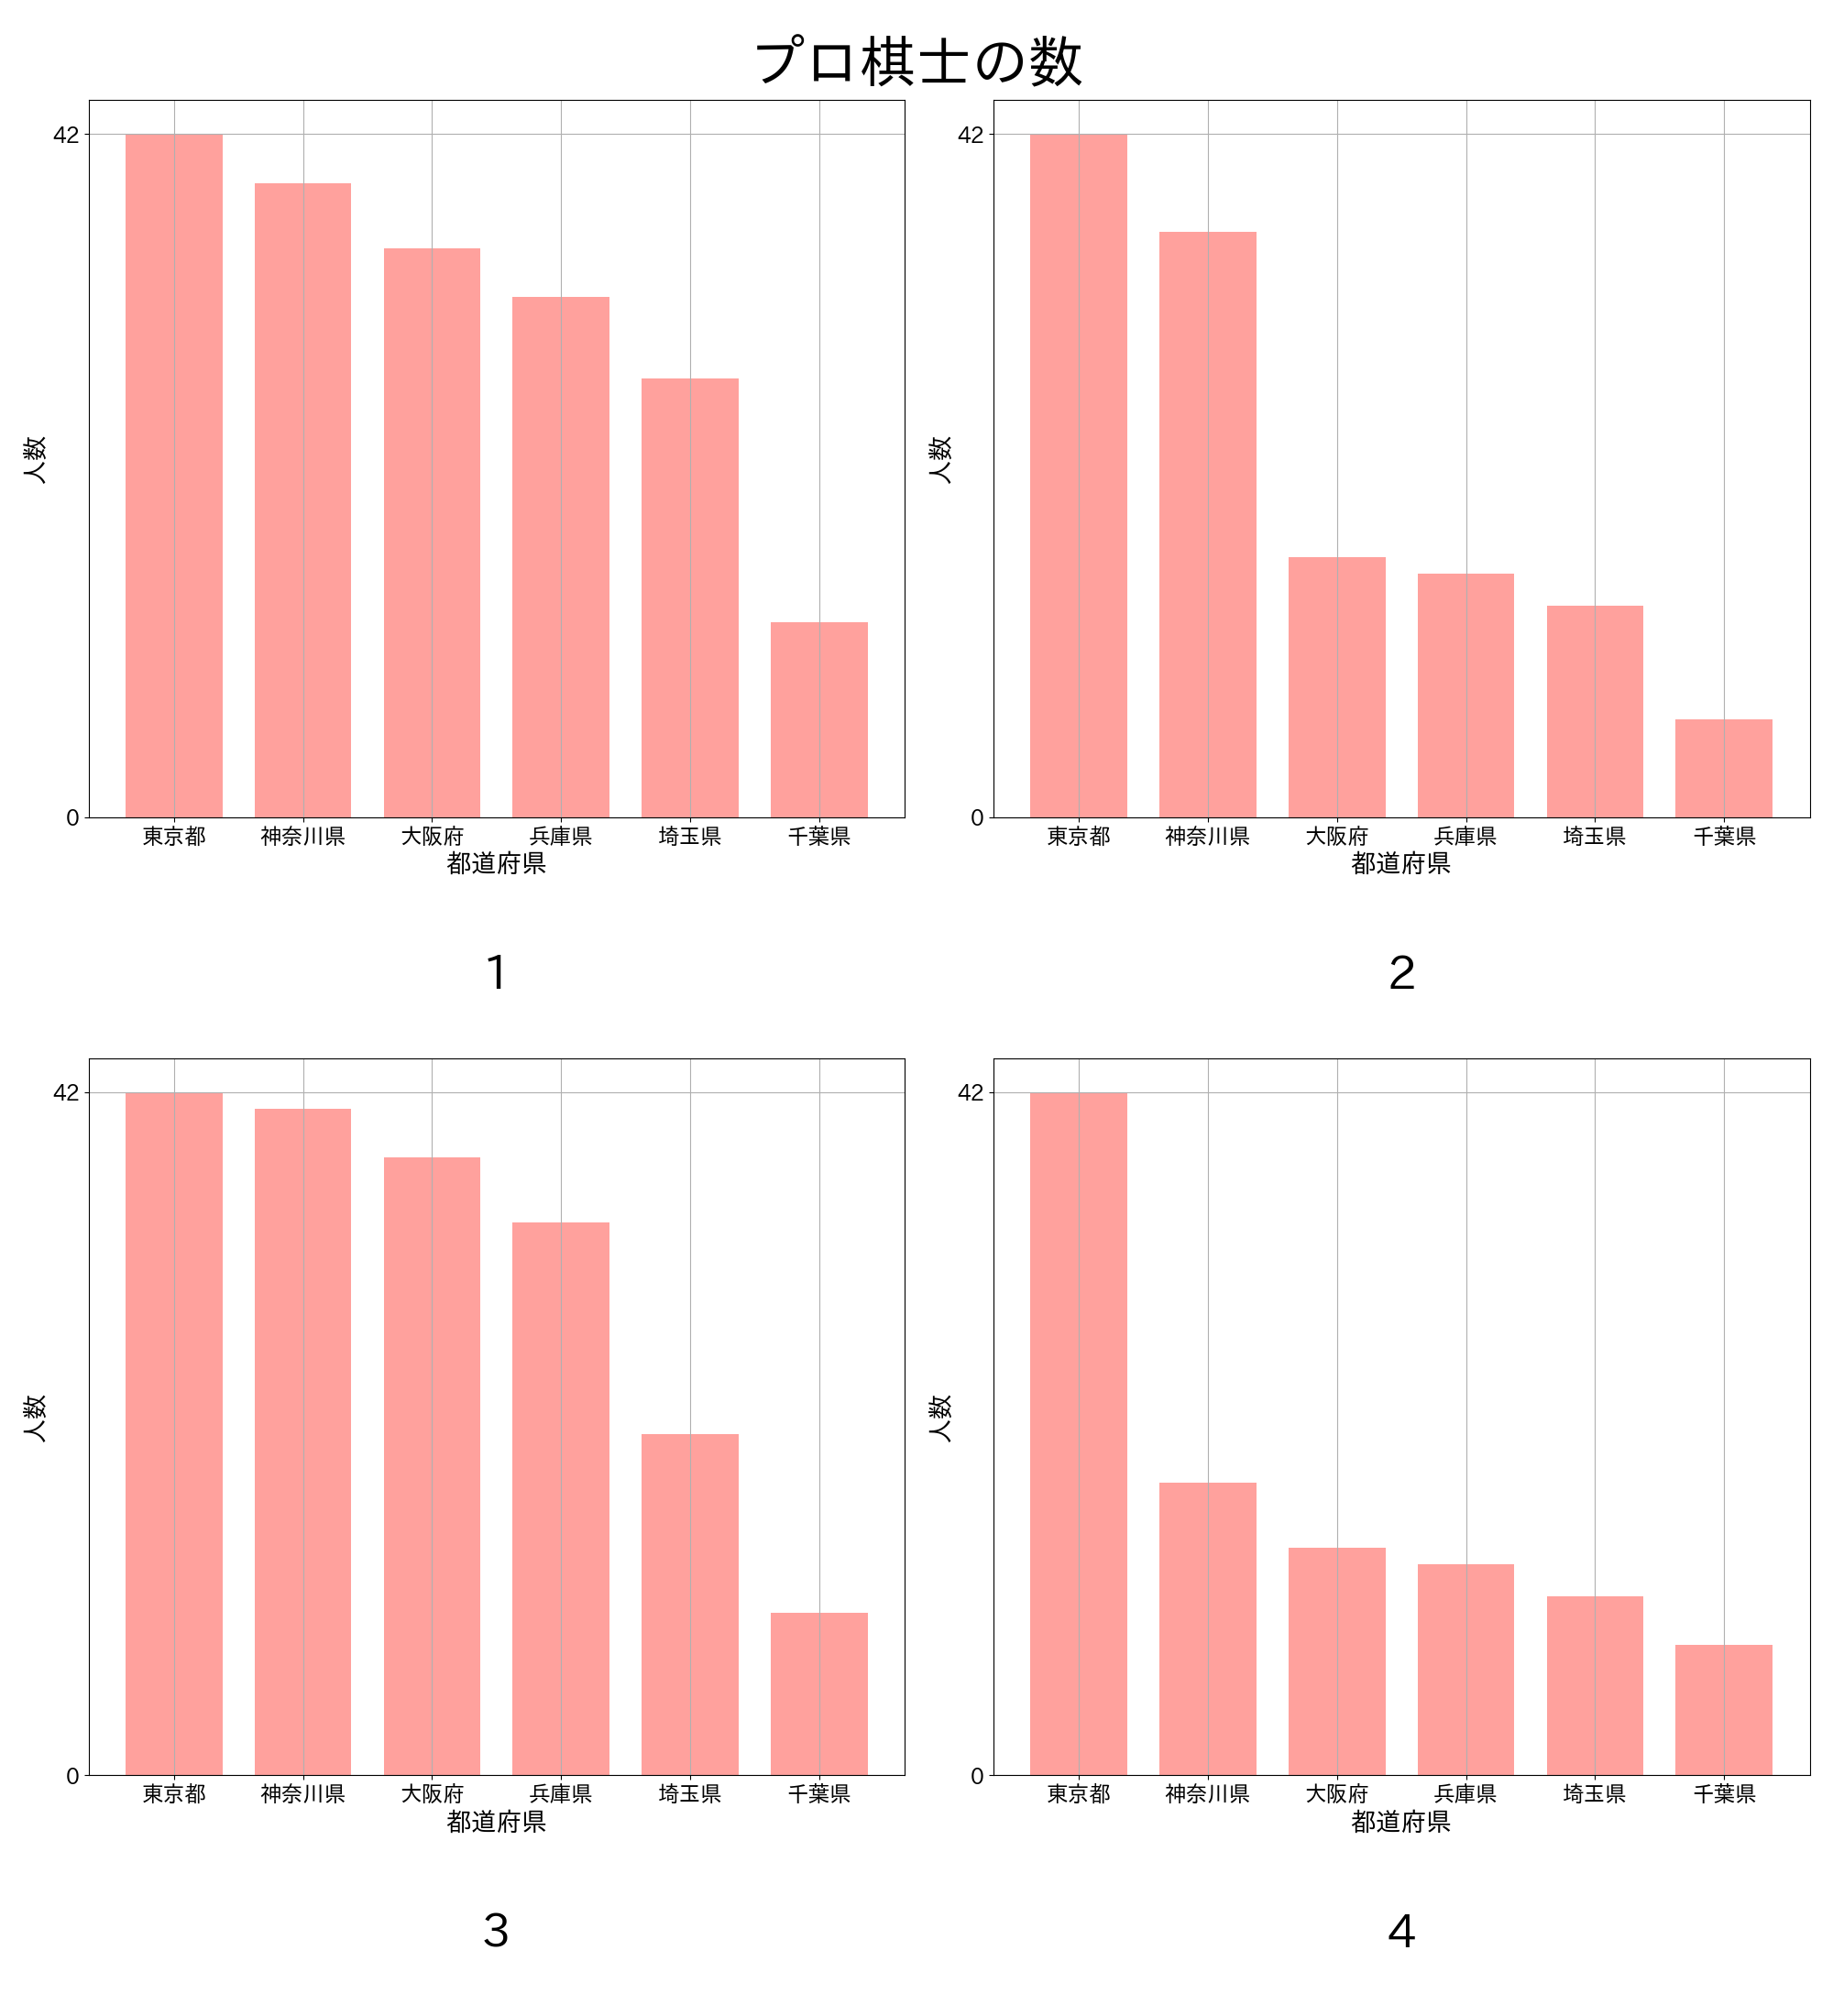 プロ棋士の数
42
0
人数
東京都 神奈川県 大阪府 兵庫県 埼玉県 千葉県
都道府県
1
42
0
人数
東京都 神奈川県 大阪府 兵庫県 埼玉県 千葉県
都道府県
2
42
0
人数
東京都 神奈川県 大阪府 兵庫県 埼玉県 千葉県
都道府県
3
42
0
人数
東京都 神奈川県 大阪府 兵庫県 埼玉県 千葉県
都道府県
4